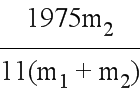 1975m₂
11(m₁ + m₂)